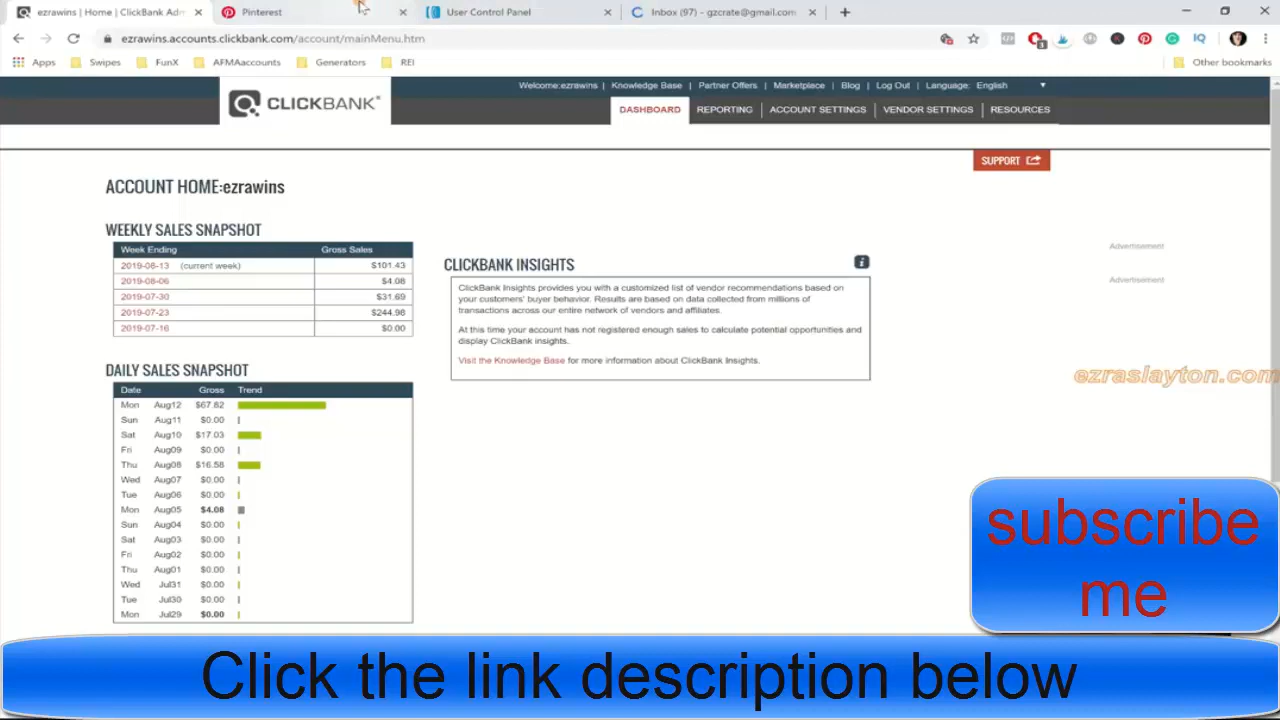 ezrawins | Home | ClickBank Adm
Pinterest
User Control Panel
Inbox (97) - gzcrate@gmail.com
ezrawins.accounts.clickbank.com/account/mainMenu.htm
Apps
Swipes
FunX
AFMAaccounts
Generators
REI
Other bookmarks
Welcome:ezrawins | Knowledge Base | Partner Offers | Marketplace | Blog | Log Out | Language: English
CLICKBANK
DASHBOARD
REPORTING
ACCOUNT SETTINGS
VENDOR SETTINGS
RESOURCES
SUPPORT
ACCOUNT HOME:ezrawins
WEEKLY SALES SNAPSHOT
Week Ending Gross Sales
2019-08-13 (current week) $101.43
2019-08-06 $4.08
2019-07-30 $31.69
2019-07-23 $244.98
2019-07-16 $0.00
CLICKBANK INSIGHTS
ClickBank Insights provides you with a customized list of vendor recommendations based on
your customers' buyer behavior. Results are based on data collected from millions of
transactions across our entire network of vendors and affiliates.
At this time your account has not registered enough sales to calculate potential opportunities and
display ClickBank insights.
Visit the Knowledge Base for more information about ClickBank Insights.
Advertisement
Advertisement
DAILY SALES SNAPSHOT
Date Gross Trend
Mon Aug12 $67.82
Sun Aug11 $0.00
Sat Aug10 $17.03
Fri Aug09 $0.00
Thu Aug08 $16.58
Wed Aug07 $0.00
Tue Aug06 $0.00
Mon Aug05 $4.08
Sun Aug04 $0.00
Sat Aug03 $0.00
Fri Aug02 $0.00
Thu Aug01 $0.00
Wed Jul31 $0.00
Tue Jul30 $0.00
Mon Jul29 $0.00
ezraslayton.com
subscribe
me
Click the link description below